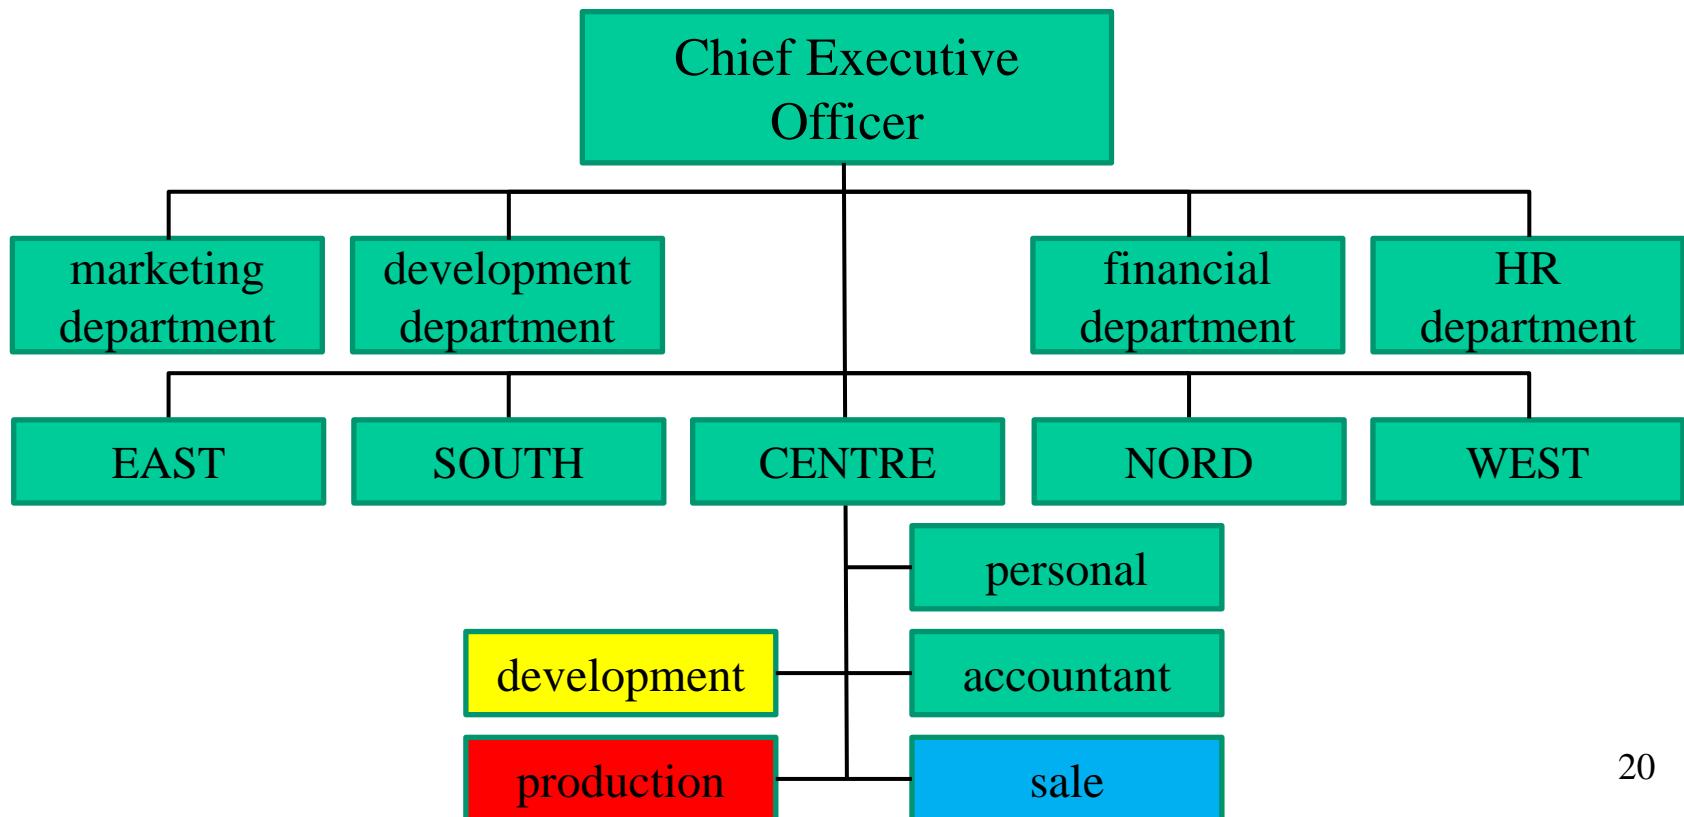 Chief Executive
Officer
marketing
department
development
department
financial
department
HR
department
EAST
SOUTH
CENTRE
NORD
WEST
personal
development
accountant
production
sale
20